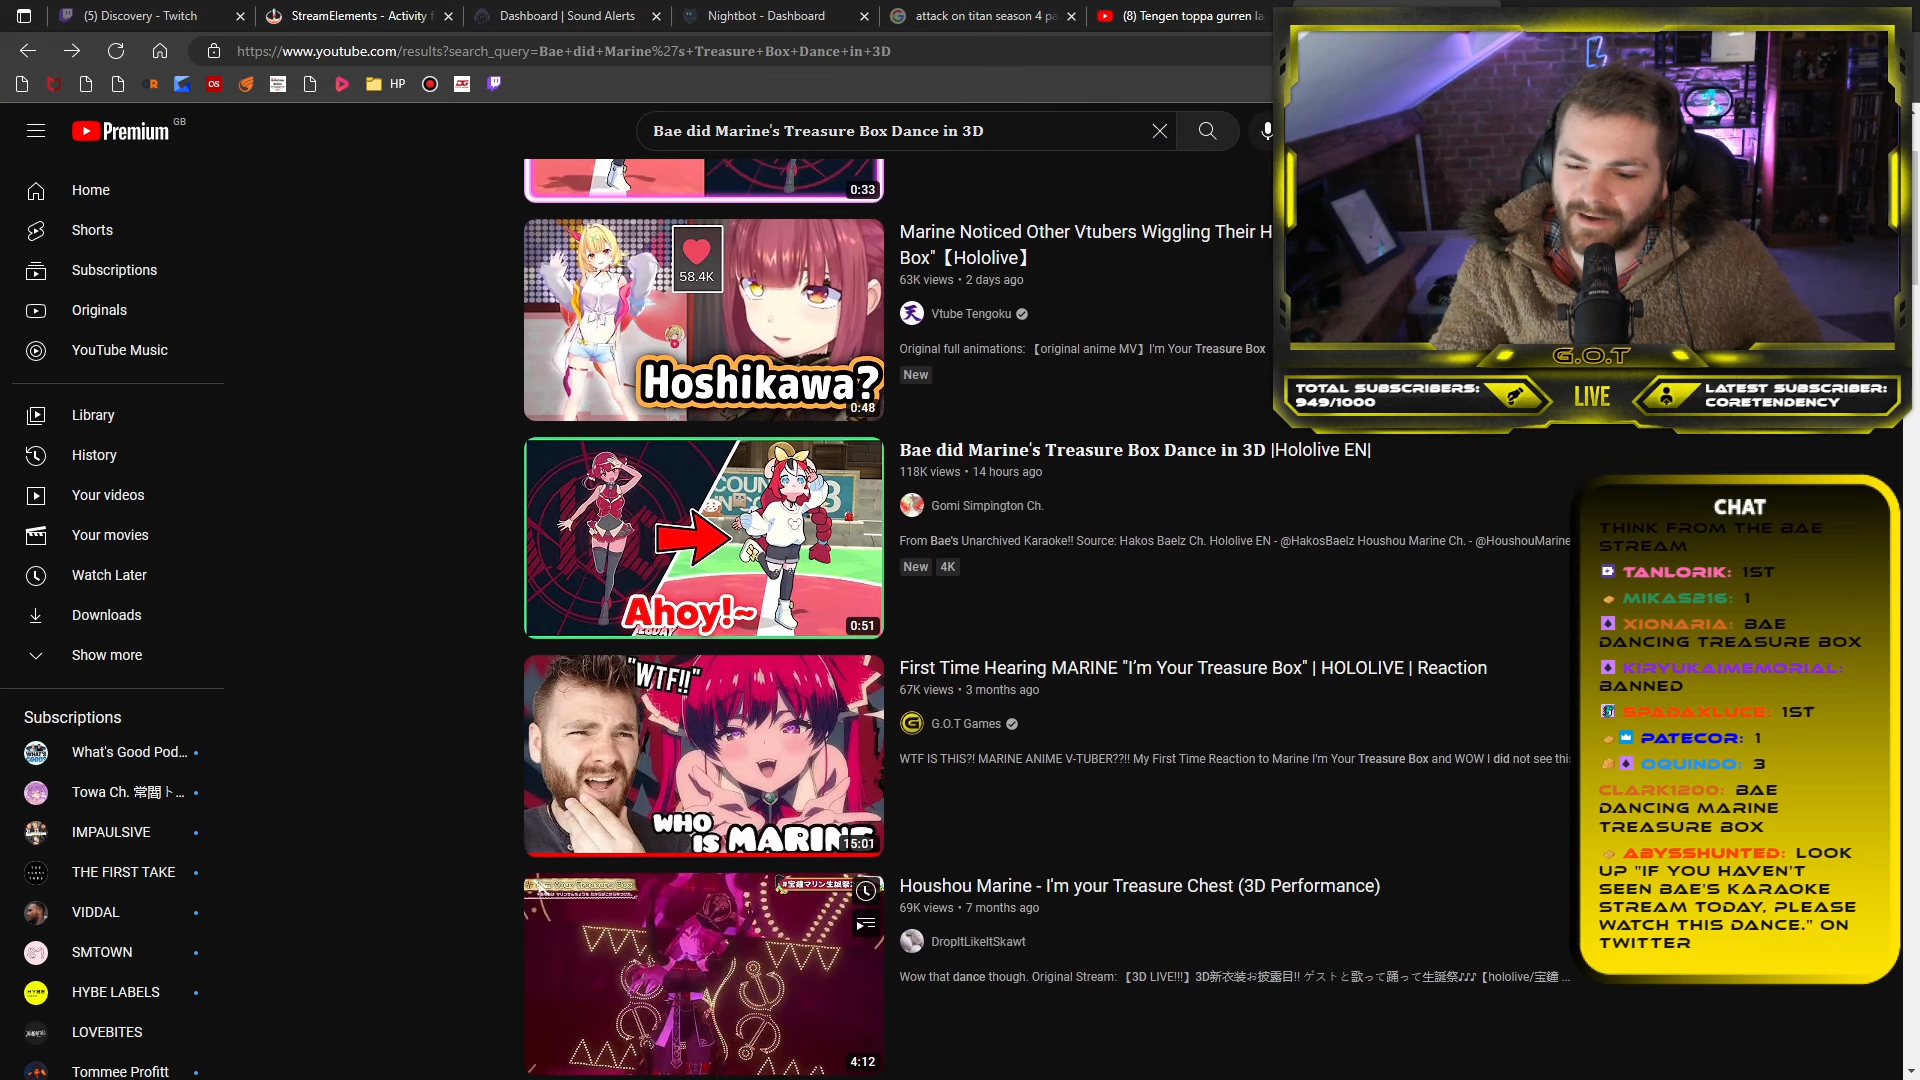 (5) Discovery - Twitch
StreamElements - Activity f
Dashboard | Sound Alerts
Nightbot - Dashboard
attack on titan season 4 pa
(8) Tengen toppa gurren la
https://www.youtube.com/results?search_query=Bae+did+Marine%27s+Treasure+Box+Dance+in+3D
HP
Premium GB
Bae did Marine's Treasure Box Dance in 3D
Home
Shorts
Subscriptions
Originals
YouTube Music
Library
History
Your videos
Your movies
Watch Later
Downloads
Show more
Subscriptions
What's Good Pod...
Towa Ch. 常闇ト...
IMPAULSIVE
THE FIRST TAKE
VIDDAL
SMTOWN
HYBE LABELS
LOVEBITES
Tommee Profitt
0:33
58.4K
Hoshikawa?
0:48
Marine Noticed Other Vtubers Wiggling Their H
Box"【Hololive】
63K views • 2 days ago
Vtube Tengoku
Original full animations: 【original anime MV】I'm Your Treasure Box
New
Ahoy!~
0:51
Bae did Marine's Treasure Box Dance in 3D |Hololive EN|
118K views • 14 hours ago
Gomi Simpington Ch.
From Bae's Unarchived Karaoke!! Source: Hakos Baelz Ch. Hololive EN - @HakosBaelz Houshou Marine Ch. - @HoushouMarine
New 4K
"WTF!!"
WHO
IS MARINE
15:01
First Time Hearing MARINE "I'm Your Treasure Box" | HOLOLIVE | Reaction
67K views • 3 months ago
G.O.T Games
WTF IS THIS?! MARINE ANIME V-TUBER??!! My First Time Reaction to Marine I'm Your Treasure Box and WOW I did not see this
4:12
Houshou Marine - I'm your Treasure Chest (3D Performance)
69K views • 7 months ago
DropItLikeItSkawt
Wow that dance though. Original Stream: 【3D LIVE!!!】3D新衣装お披露目!! ゲストと歌って踊って生誕祭♪♪♪【hololive/宝鐘 ...
G.O.T
TOTAL SUBSCRIBERS:
949/1000
LIVE
LATEST SUBSCRIBER:
CORETENDENCY
CHAT
THINK FROM THE BAE
STREAM
TANLORIK: 1ST
MIKAS216: 1
XIONARIA: BAE
DANCING TREASURE BOX
KIRYUKAIMEMORIAL:
BANNED
SPADAXLUCE: 1ST
PATECOR: 1
OQUINDO: 3
CLARK1200: BAE
DANCING MARINE
TREASURE BOX
ABYSSHUNTED: LOOK
UP "IF YOU HAVEN'T
SEEN BAE'S KARAOKE
STREAM TODAY, PLEASE
WATCH THIS DANCE." ON
TWITTER